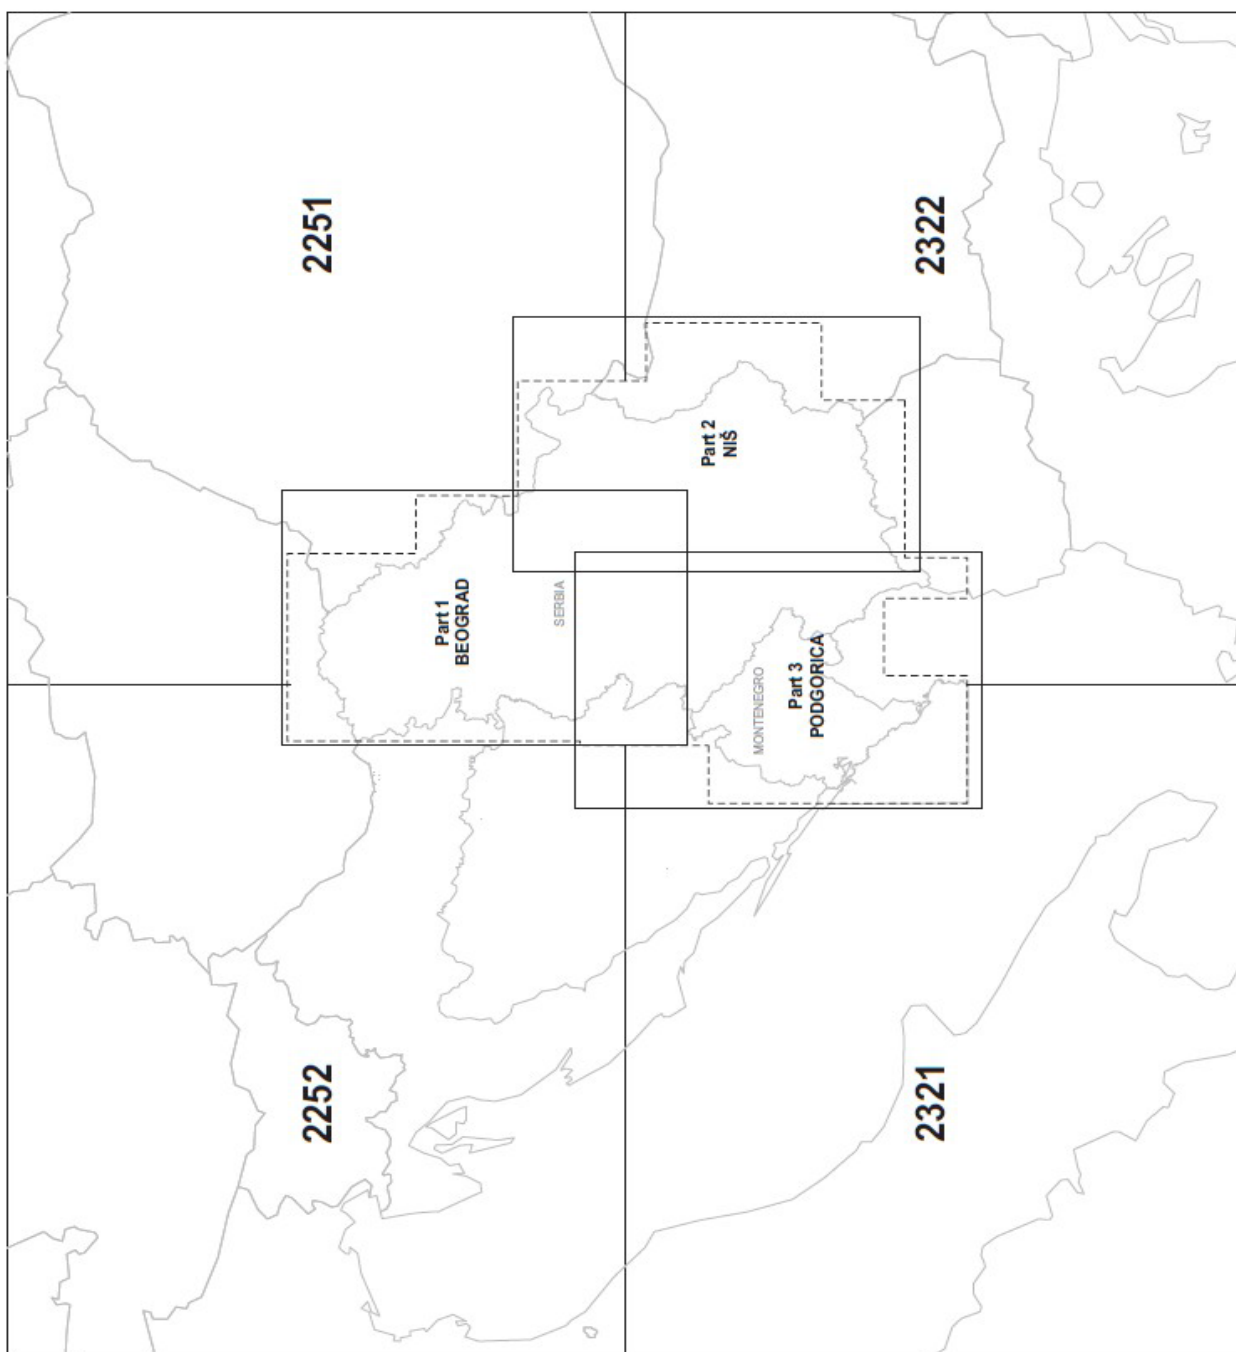 2252
2251
Part 1
BEOGRAD
SERBIA
Part 2
NIŠ
MONTENEGRO
Part 3
PODGORICA
2321
2322